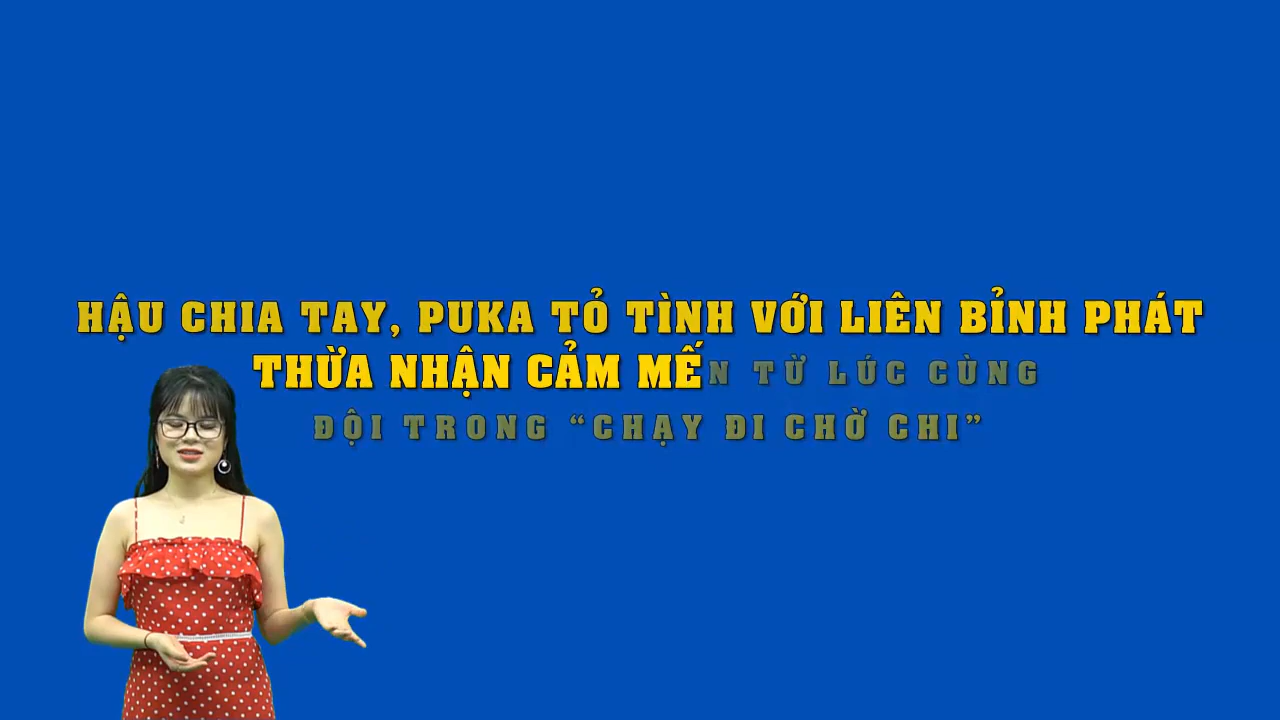 HẬU CHIA TAY, PUKA TỎ TÌNH VỚI LIÊN BỈNH PHÁT
THỪA NHẬN CẢM MẾN TỪ LÚC CÙNG
ĐỘI TRONG “CHẠY ĐI CHỜ CHI”